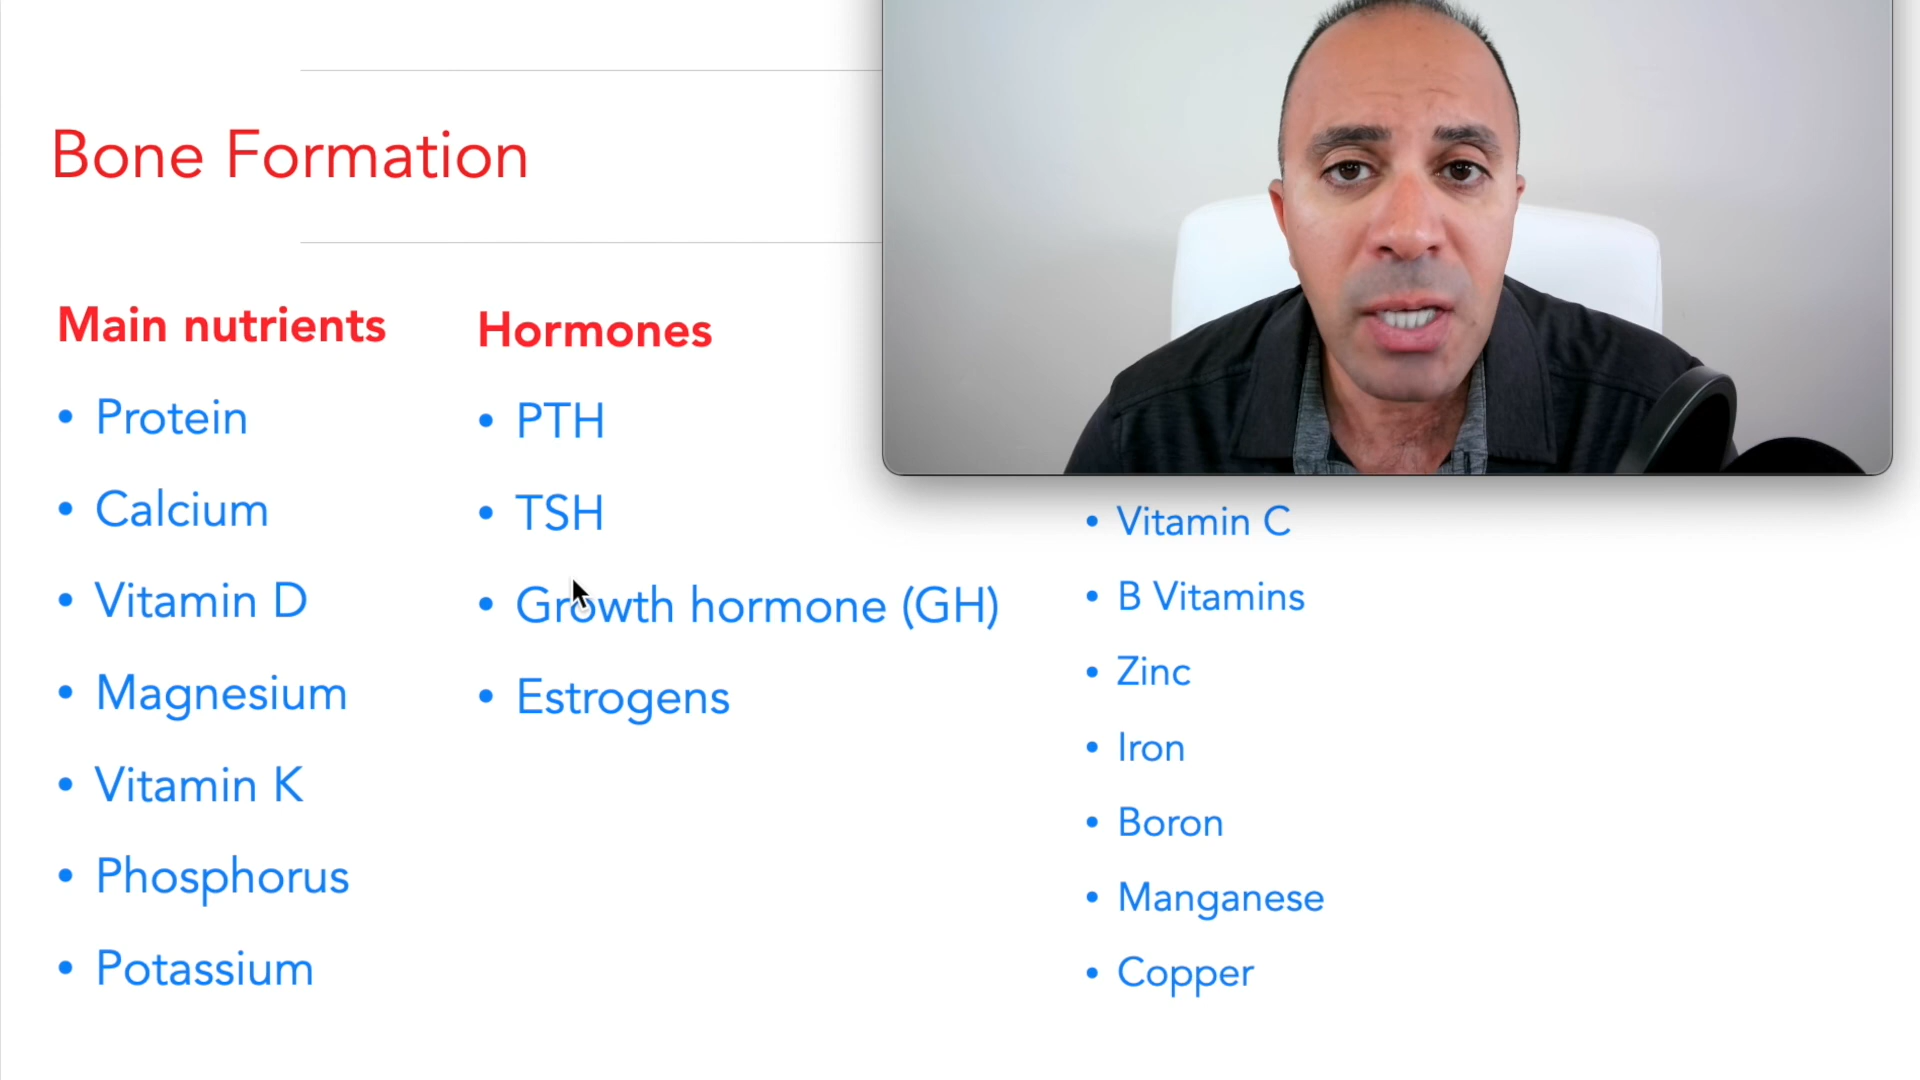 Bone Formation
Main nutrients
• Protein
• Calcium
• Vitamin D
• Magnesium
• Vitamin K
• Phosphorus
• Potassium
Hormones
• PTH
• TSH
• Growth hormone (GH)
• Estrogens
• Vitamin C
• B Vitamins
• Zinc
• Iron
• Boron
• Manganese
• Copper